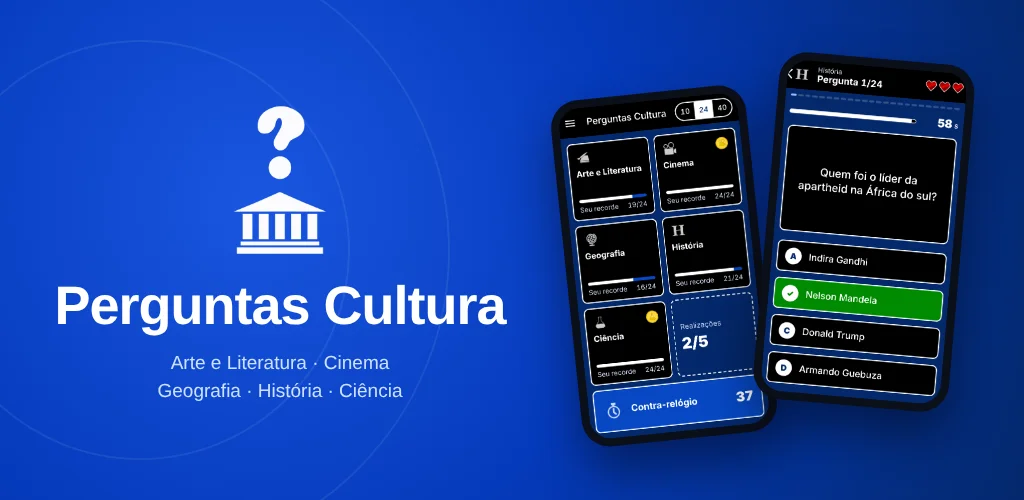 Perguntas Cultura
Arte e Literatura · Cinema
Geografia · História · Ciência
Perguntas Cultura
10 24 40
Arte e Literatura
Seu recorde 19/24
Cinema
Seu recorde 24/24
Geografia
Seu recorde 16/24
História
Seu recorde 21/24
Ciência
Seu recorde 24/24
Realizações
2/5
Contra-relógio 37
H
História
Pergunta 1/24
58 s
Quem foi o líder da
apartheid na África do sul?
A Indira Gandhi
Nelson Mandela
C Donald Trump
D Armando Guebuza